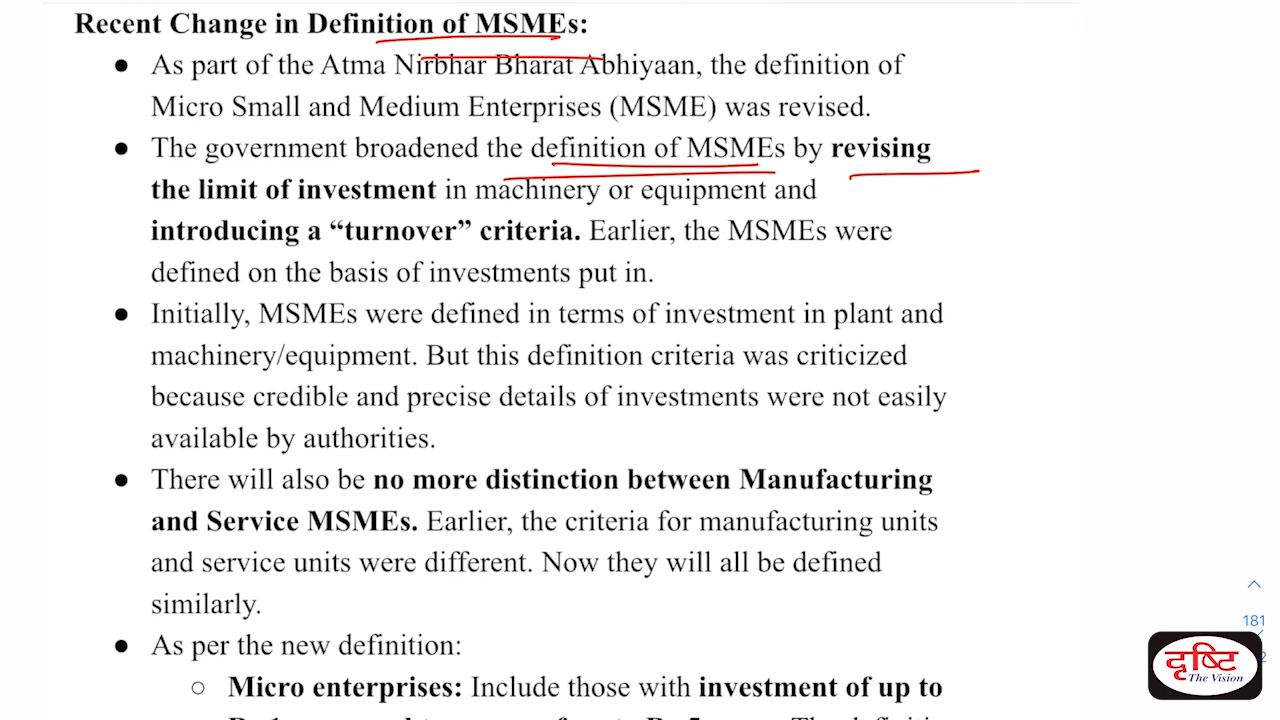 Recent Change in Definition of MSMEs:
● As part of the Atma Nirbhar Bharat Abhiyaan, the definition of
Micro Small and Medium Enterprises (MSME) was revised.
● The government broadened the definition of MSMEs by revising
the limit of investment in machinery or equipment and
introducing a “turnover” criteria. Earlier, the MSMEs were
defined on the basis of investments put in.
● Initially, MSMEs were defined in terms of investment in plant and
machinery/equipment. But this definition criteria was criticized
because credible and precise details of investments were not easily
available by authorities.
● There will also be no more distinction between Manufacturing
and Service MSMEs. Earlier, the criteria for manufacturing units
and service units were different. Now they will all be defined
similarly.
● As per the new definition:
○ Micro enterprises: Include those with investment of up to
181
दृष्टि
The Vision